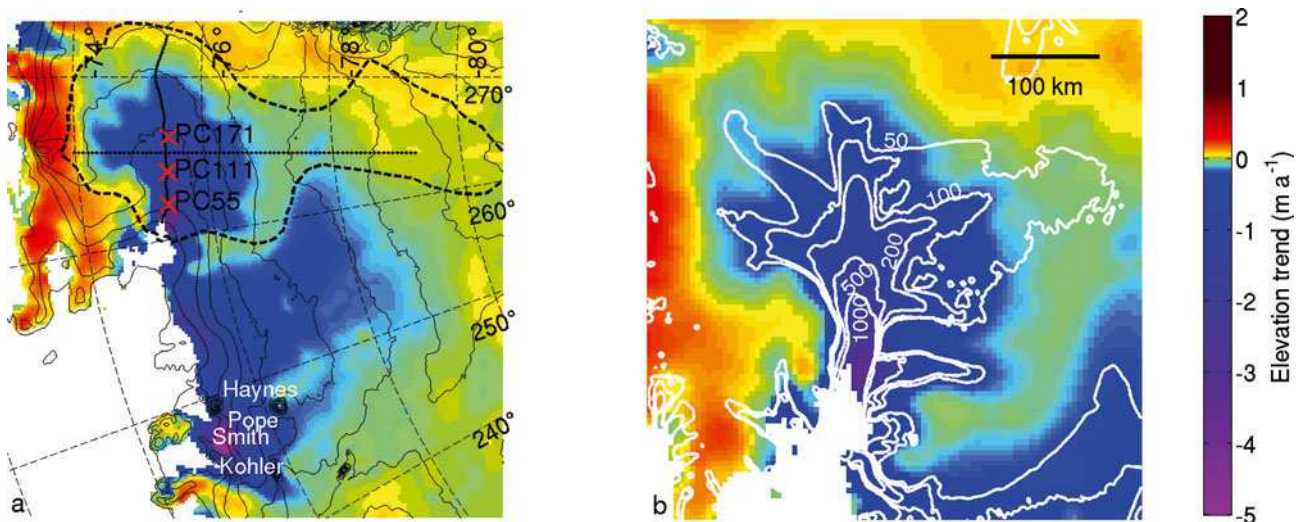 -74°
-76°
-78°
-80°
270°
PC171
PC111
PC55
260°
250°
Haynes
Pope
Smith
Kohler
240°
a
100 km
50
100
200
500
1000
b
2
1
0
-1
-2
-3
-4
-5
Elevation trend (m a⁻¹)